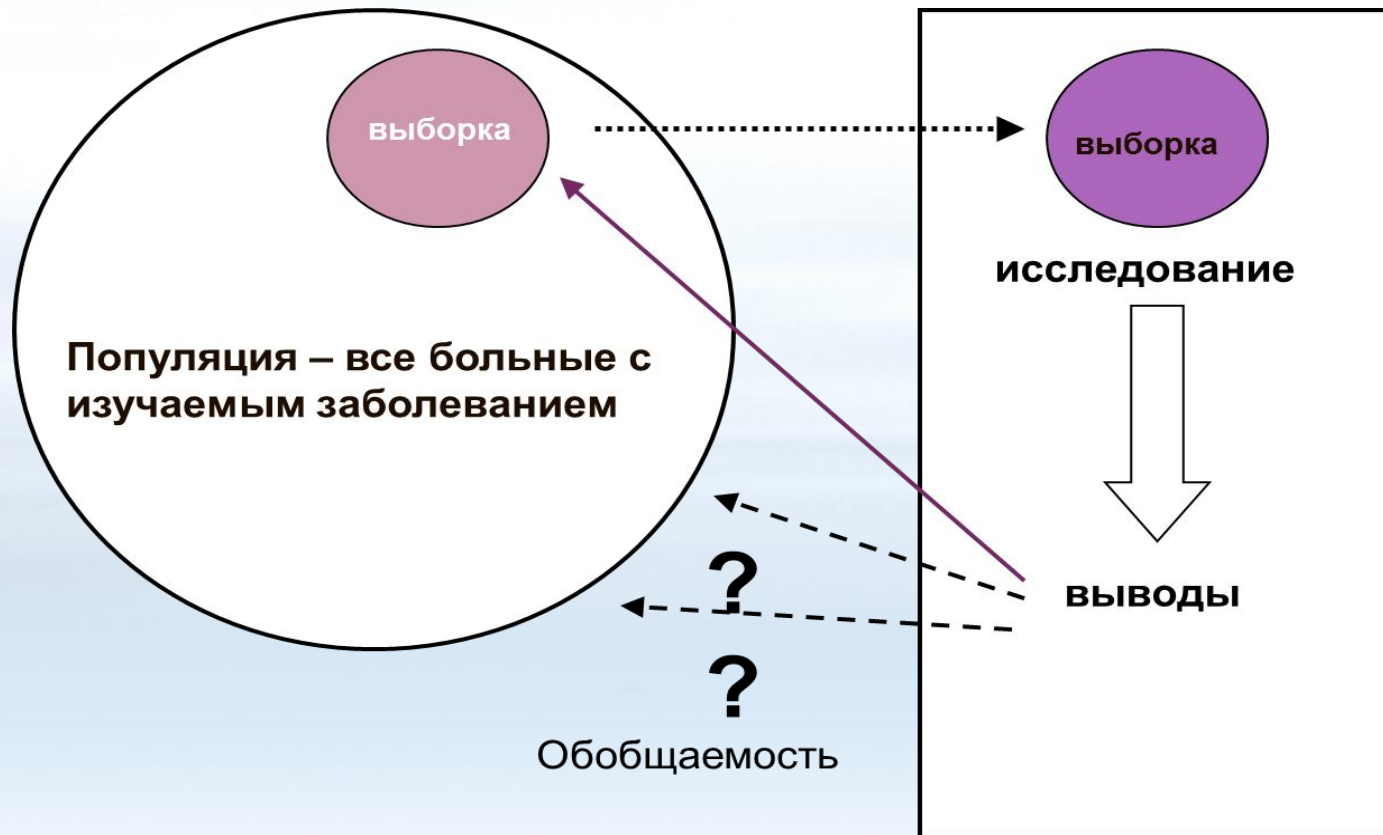 выборка
выборка
исследование
Популяция – все больные с
изучаемым заболеванием
?
выводы
?
Обобщаемость